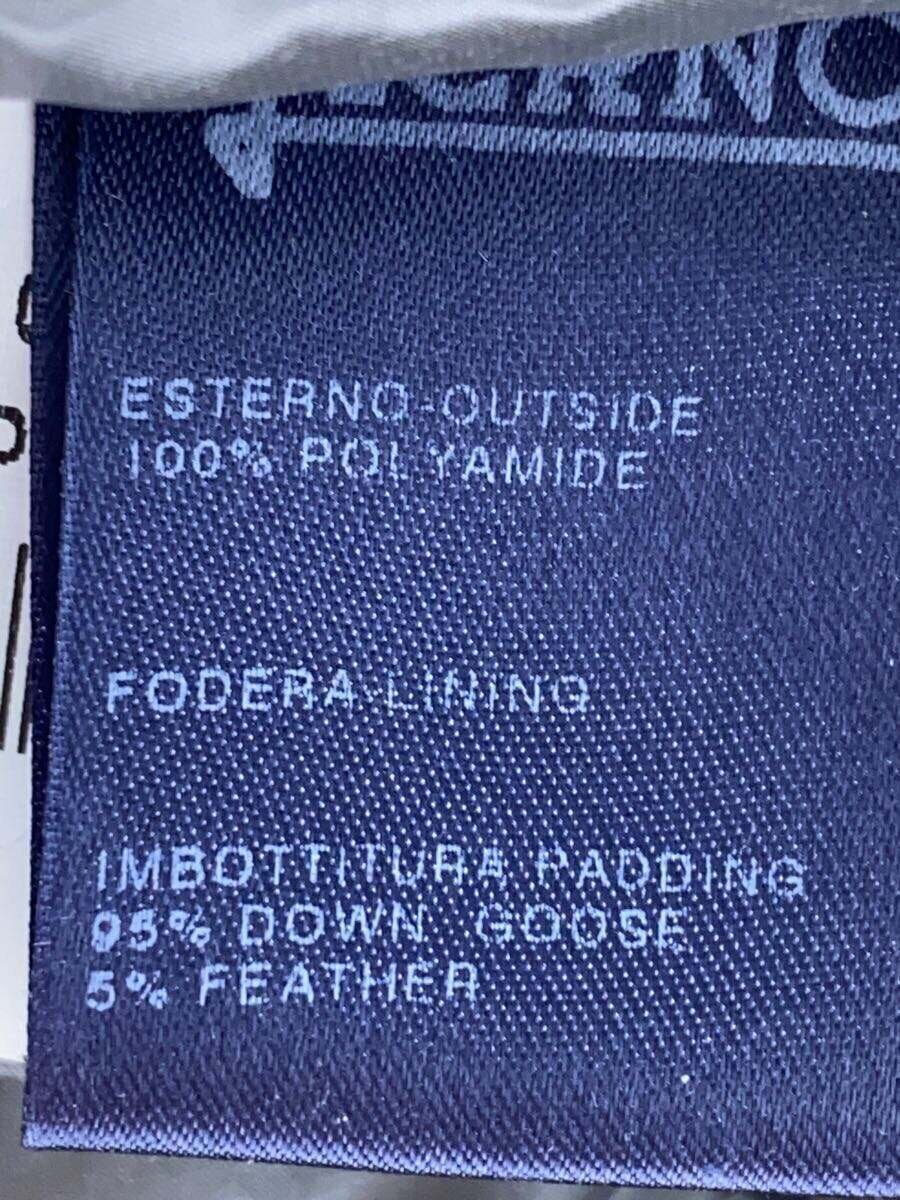 ESTERNO-OUTSIDE
100% POLYAMIDE
FODERA-LINING
IMBOTTITURA PADDING
95% DOWN GOOSE
5% FEATHER